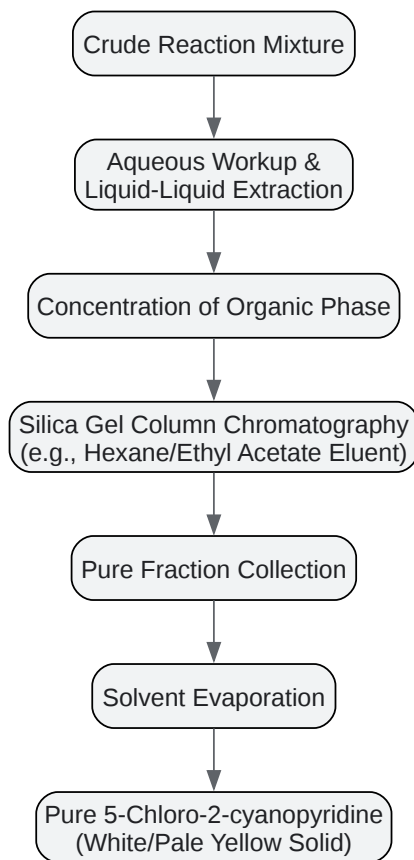 Crude Reaction Mixture
Aqueous Workup &
Liquid-Liquid Extraction
Concentration of Organic Phase
Silica Gel Column Chromatography
(e.g., Hexane/Ethyl Acetate Eluent)
Pure Fraction Collection
Solvent Evaporation
Pure 5-Chloro-2-cyanopyridine
(White/Pale Yellow Solid)